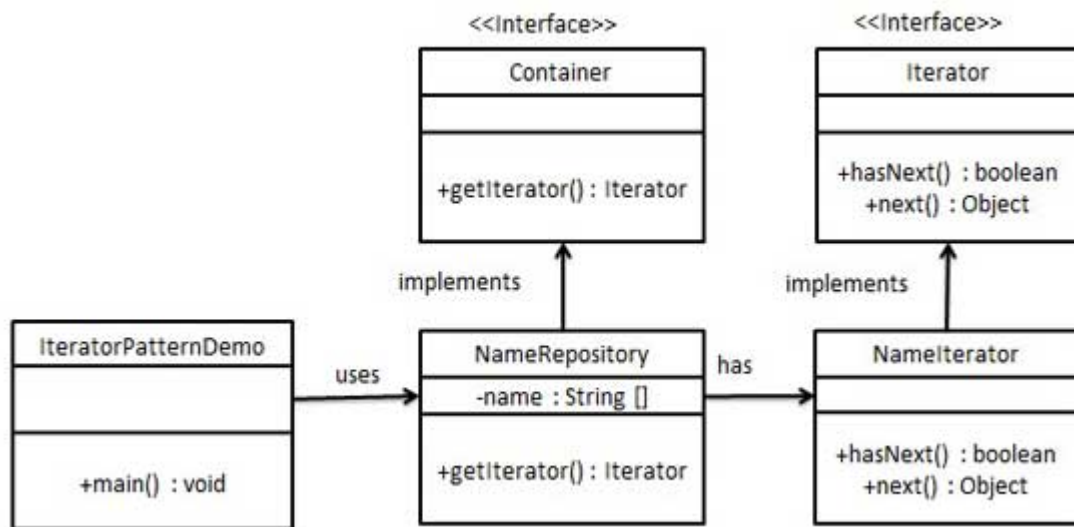 <<Interface>>
Container
+getIterator() : Iterator
<<Interface>>
Iterator
+hasNext() : boolean
+next() : Object
implements
implements
IteratorPatternDemo
+main() : void
uses
NameRepository
-name : String []
+getIterator() : Iterator
has
NameIterator
+hasNext() : boolean
+next() : Object